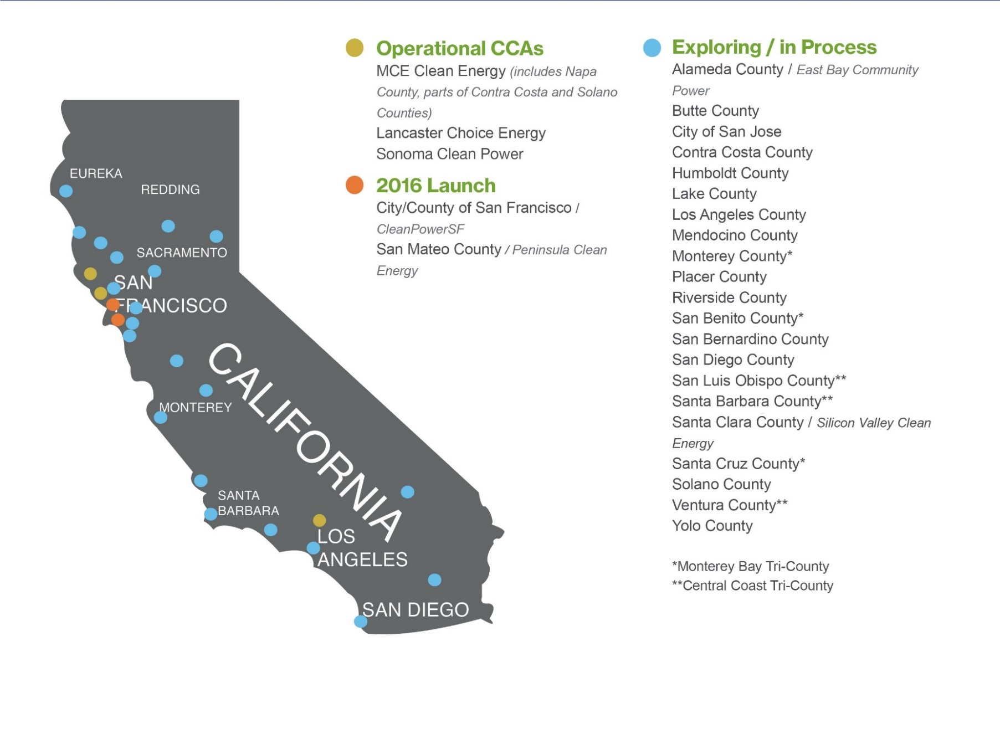 EUREKA
REDDING
SACRAMENTO
SAN
FRANCISCO
CALIFORNIA
MONTEREY
SANTA
BARBARA
LOS
ANGELES
SAN DIEGO
Operational CCAs
MCE Clean Energy (includes Napa
County, parts of Contra Costa and Solano
Counties)
Lancaster Choice Energy
Sonoma Clean Power
2016 Launch
City/County of San Francisco /
CleanPowerSF
San Mateo County / Peninsula Clean
Energy
Exploring / in Process
Alameda County / East Bay Community
Power
Butte County
City of San Jose
Contra Costa County
Humboldt County
Lake County
Los Angeles County
Mendocino County
Monterey County*
Placer County
Riverside County
San Benito County*
San Bernardino County
San Diego County
San Luis Obispo County**
Santa Barbara County**
Santa Clara County / Silicon Valley Clean
Energy
Santa Cruz County*
Solano County
Ventura County**
Yolo County
*Monterey Bay Tri-County
**Central Coast Tri-County